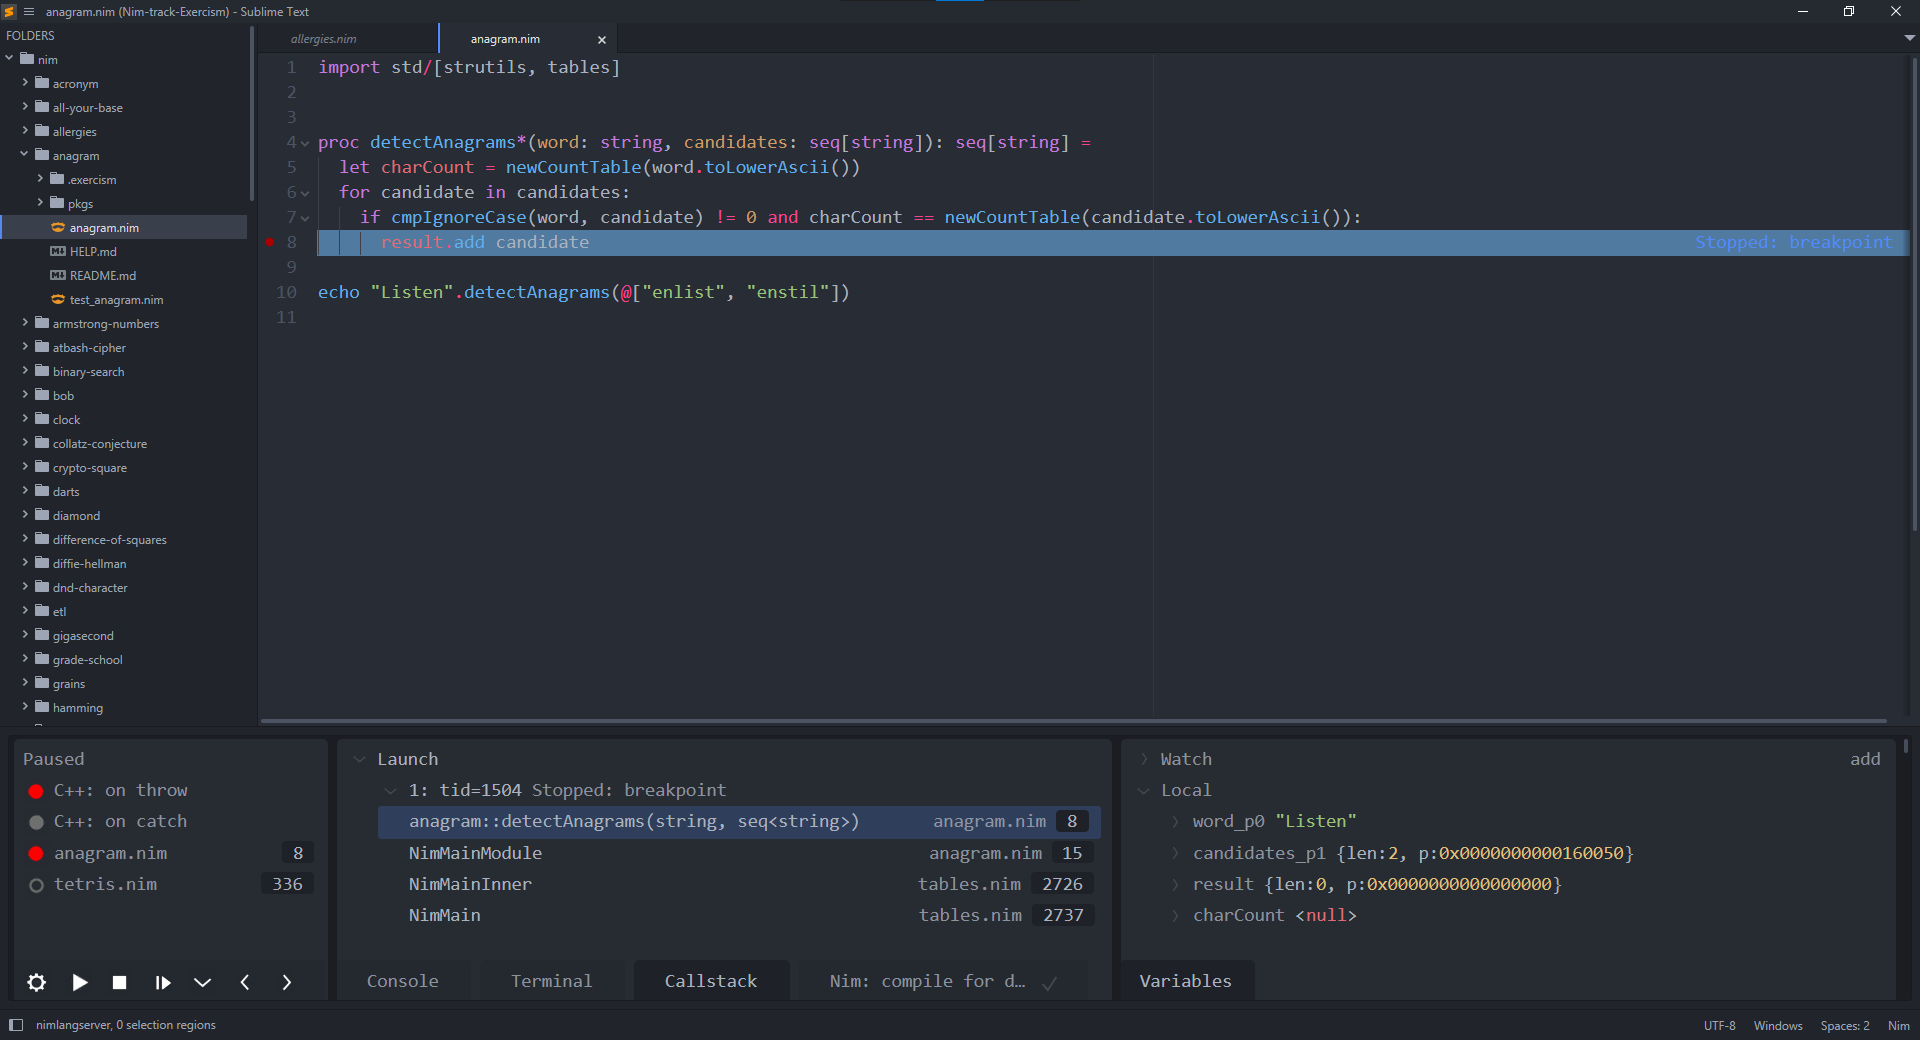 anagram.nim (Nim-track-Exercism) - Sublime Text
FOLDERS
nim
acronym
all-your-base
allergies
anagram
.exercism
pkgs
anagram.nim
HELP.md
README.md
test_anagram.nim
armstrong-numbers
atbash-cipher
binary-search
bob
clock
collatz-conjecture
crypto-square
darts
diamond
difference-of-squares
diffie-hellman
dnd-character
etl
gigasecond
grade-school
grains
hamming
allergies.nim
anagram.nim
1 import std/[strutils, tables]
2
3
4 proc detectAnagrams*(word: string, candidates: seq[string]): seq[string] =
5 let charCount = newCountTable(word.toLowerAscii())
6 for candidate in candidates:
7 if cmpIgnoreCase(word, candidate) != 0 and charCount == newCountTable(candidate.toLowerAscii()):
8 result.add candidate Stopped: breakpoint
9
10 echo "Listen".detectAnagrams(@["enlist", "enstil"])
11
Paused
C++: on throw
C++: on catch
anagram.nim 8
tetris.nim 336
Launch
1: tid=1504 Stopped: breakpoint
anagram::detectAnagrams(string, seq<string>) anagram.nim 8
NimMainModule anagram.nim 15
NimMainInner tables.nim 2726
NimMain tables.nim 2737
Console
Terminal
Callstack
Nim: compile for d…
Watch add
Local
word_p0 "Listen"
candidates_p1 {len:2, p:0x0000000000160050}
result {len:0, p:0x0000000000000000}
charCount <null>
Variables
nimlangserver, 0 selection regions
UTF-8
Windows
Spaces: 2
Nim